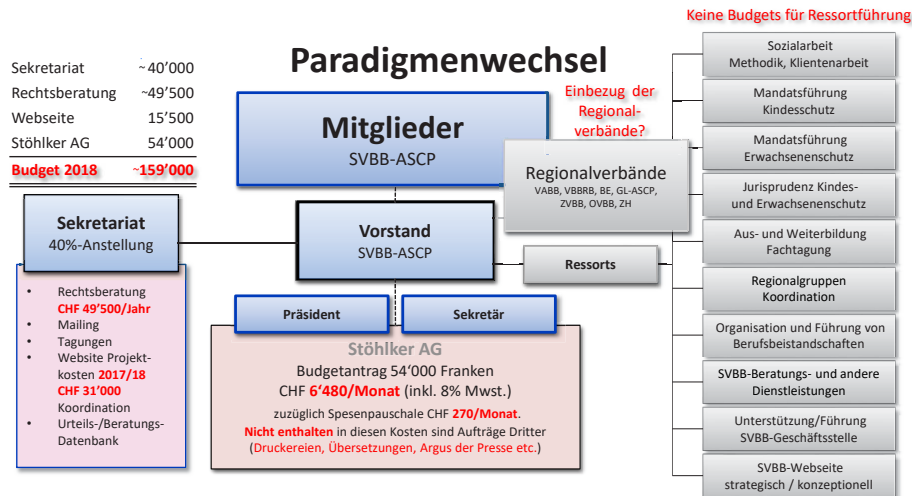 Keine Budgets für Ressortführung
Paradigmenwechsel
Sekretariat ~40'000
Rechtsberatung ~49'500
Webseite 15'500
Stöhlker AG 54'000
Budget 2018 ~159'000
Mitglieder
SVBB-ASCP
Einbezug der
Regional-
verbände?
Regionalverbände
VABB, VBBRB, BE, GL-ASCP,
ZVBB, OVBB, ZH
Sekretariat
40%-Anstellung
Vorstand
SVBB-ASCP
Ressorts
• Rechtsberatung
CHF 49'500/Jahr
• Mailing
• Tagungen
• Website Projekt-
kosten 2017/18
CHF 31'000
Koordination
• Urteils-/Beratungs-
Datenbank
Präsident
Sekretär
Stöhlker AG
Budgetantrag 54'000 Franken
CHF 6'480/Monat (inkl. 8% Mwst.)
zuzüglich Spesenpauschale CHF 270/Monat.
Nicht enthalten in diesen Kosten sind Aufträge Dritter
(Druckereien, Übersetzungen, Argus der Presse etc.)
Sozialarbeit
Methodik, Klientenarbeit
Mandatsführung
Kindesschutz
Mandatsführung
Erwachsenenschutz
Jurisprudenz Kindes-
und Erwachsenenschutz
Aus- und Weiterbildung
Fachtagung
Regionalgruppen
Koordination
Organisation und Führung von
Berufsbeistandschaften
SVBB-Beratungs- und andere
Dienstleistungen
Unterstützung/Führung
SVBB-Geschäftsstelle
SVBB-Webseite
strategisch / konzeptionell